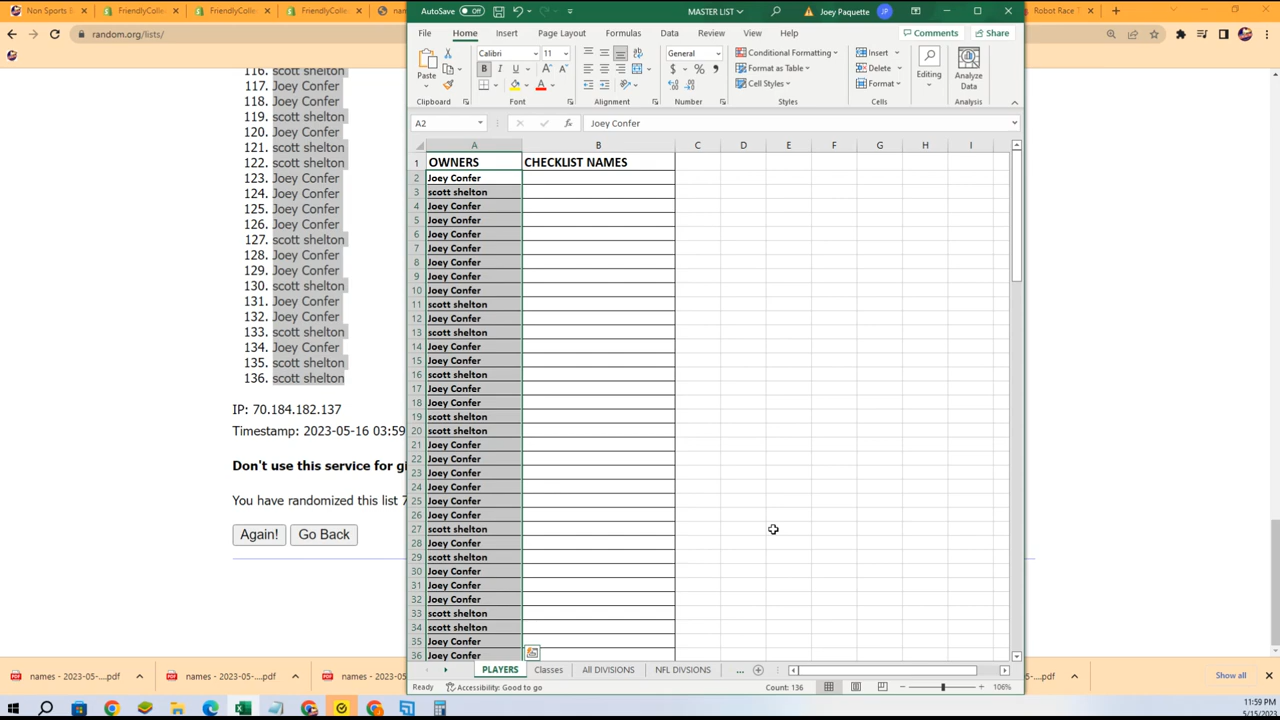 Non Sports B
FriendlyColle
FriendlyColle
FriendlyColle
Robot Race
random.org/lists/
AutoSave Off
MASTER LIST
Joey Paquette
JP
File Home Insert Page Layout Formulas Data Review View Help Comments Share
Paste
Calibri 11
General
Conditional Formatting
Format as Table
Cell Styles
Insert
Delete
Format
Editing
Analyze
Data
Clipboard Font Alignment Number Styles Cells Analysis
A2 Joey Confer
A B C D E F G H I
1 OWNERS CHECKLIST NAMES
2 Joey Confer
3 scott shelton
4 Joey Confer
5 Joey Confer
6 Joey Confer
7 Joey Confer
8 Joey Confer
9 Joey Confer
10 Joey Confer
11 scott shelton
12 Joey Confer
13 scott shelton
14 Joey Confer
15 Joey Confer
16 scott shelton
17 Joey Confer
18 Joey Confer
19 scott shelton
20 scott shelton
21 Joey Confer
22 Joey Confer
23 Joey Confer
24 Joey Confer
25 Joey Confer
26 Joey Confer
27 scott shelton
28 Joey Confer
29 scott shelton
30 Joey Confer
31 Joey Confer
32 Joey Confer
33 scott shelton
34 scott shelton
35 Joey Confer
36 Joey Confer
PLAYERS Classes All DIVISIONS NFL DIVSIONS ...
Ready Accessibility: Good to go Count: 136 106%
116. scott shelton
117. Joey Confer
118. Joey Confer
119. scott shelton
120. Joey Confer
121. scott shelton
122. scott shelton
123. Joey Confer
124. Joey Confer
125. Joey Confer
126. Joey Confer
127. scott shelton
128. Joey Confer
129. Joey Confer
130. scott shelton
131. Joey Confer
132. Joey Confer
133. scott shelton
134. Joey Confer
135. scott shelton
136. scott shelton
IP: 70.184.182.137
Timestamp: 2023-05-16 03:59
Don't use this service for gi
You have randomized this list 7
Again! Go Back
names - 2023-05-....pdf
names - 2023-05-....pdf
names - 2023-05-
....pdf
Show all
11:59 PM
5/15/2023